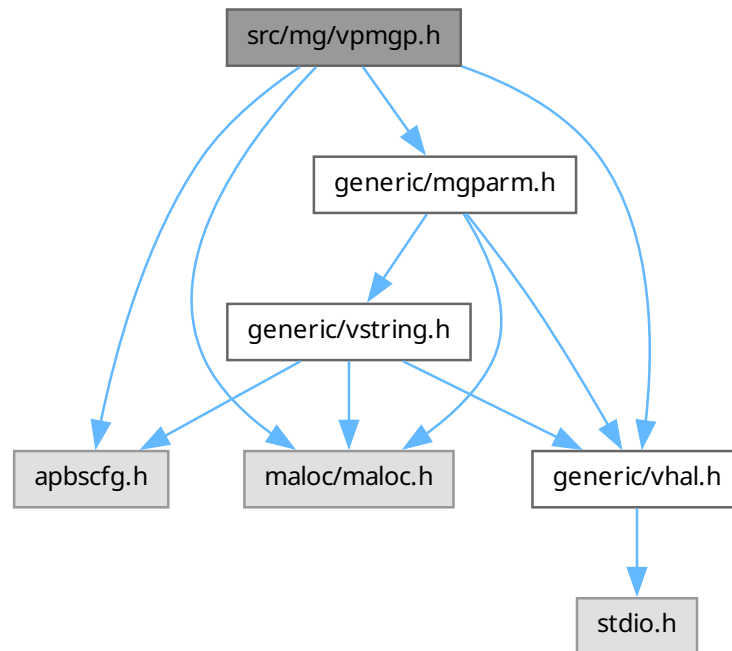 src/mg/vpmgp.h
generic/mgparm.h
generic/vstring.h
apbscfg.h
maloc/maloc.h
generic/vhal.h
stdio.h